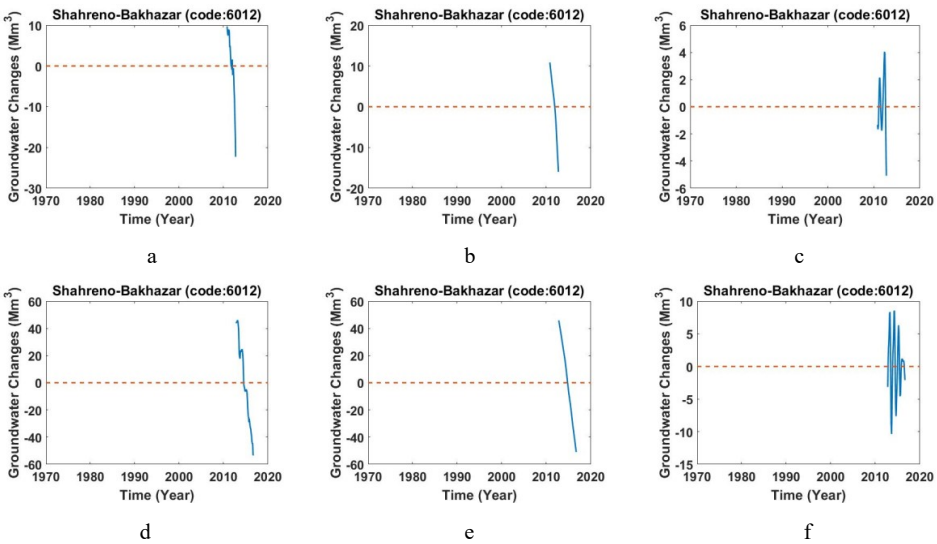 Shahreno-Bakhazar (code:6012)
Groundwater Changes (Mm³)
10
0
-10
-20
-30
1970 1980 1990 2000 2010 2020
Time (Year)
a
Shahreno-Bakhazar (code:6012)
Groundwater Changes (Mm³)
20
10
0
-10
20
1970 1980 1990 2000 2010 2020
Time (Year)
b
Shahreno-Bakhazar (code:6012)
Groundwater Changes (Mm³)
6
4
2
0
-2
-4
-6
1970 1980 1990 2000 2010 2020
Time (Year)
c
Shahreno-Bakhazar (code:6012)
Groundwater Changes (Mm³)
60
40
20
0
-20
-40
-60
1970 1980 1990 2000 2010 2020
Time (Year)
d
Shahreno-Bakhazar (code:6012)
Groundwater Changes (Mm³)
60
40
20
0
-20
-40
-60
1970 1980 1990 2000 2010 2020
Time (Year)
e
Shahreno-Bakhazar (code:6012)
Groundwater Changes (Mm³)
10
5
0
-5
-10
-15
1970 1980 1990 2000 2010 2020
Time (Year)
f